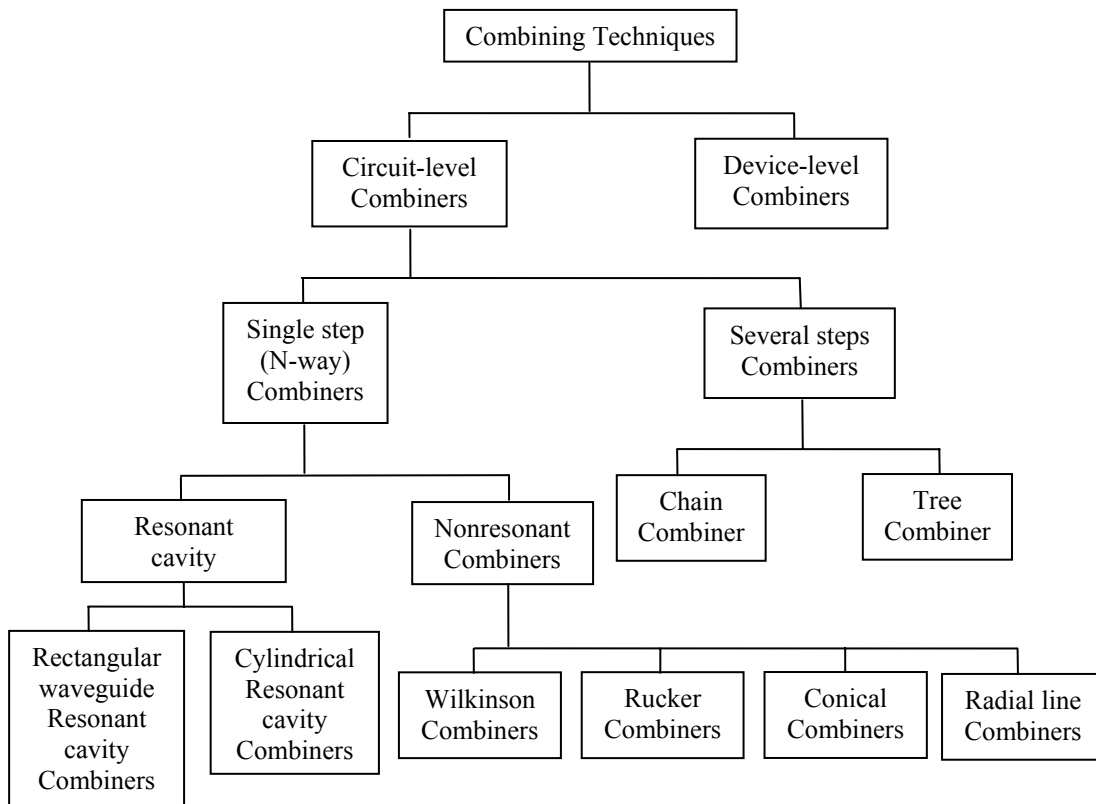 Combining Techniques
Circuit-level
Combiners
Device-level
Combiners
Single step
(N-way)
Combiners
Several steps
Combiners
Resonant
cavity
Nonresonant
Combiners
Chain
Combiner
Tree
Combiner
Rectangular
waveguide
Resonant
cavity
Combiners
Cylindrical
Resonant
cavity
Combiners
Wilkinson
Combiners
Rucker
Combiners
Conical
Combiners
Radial line
Combiners